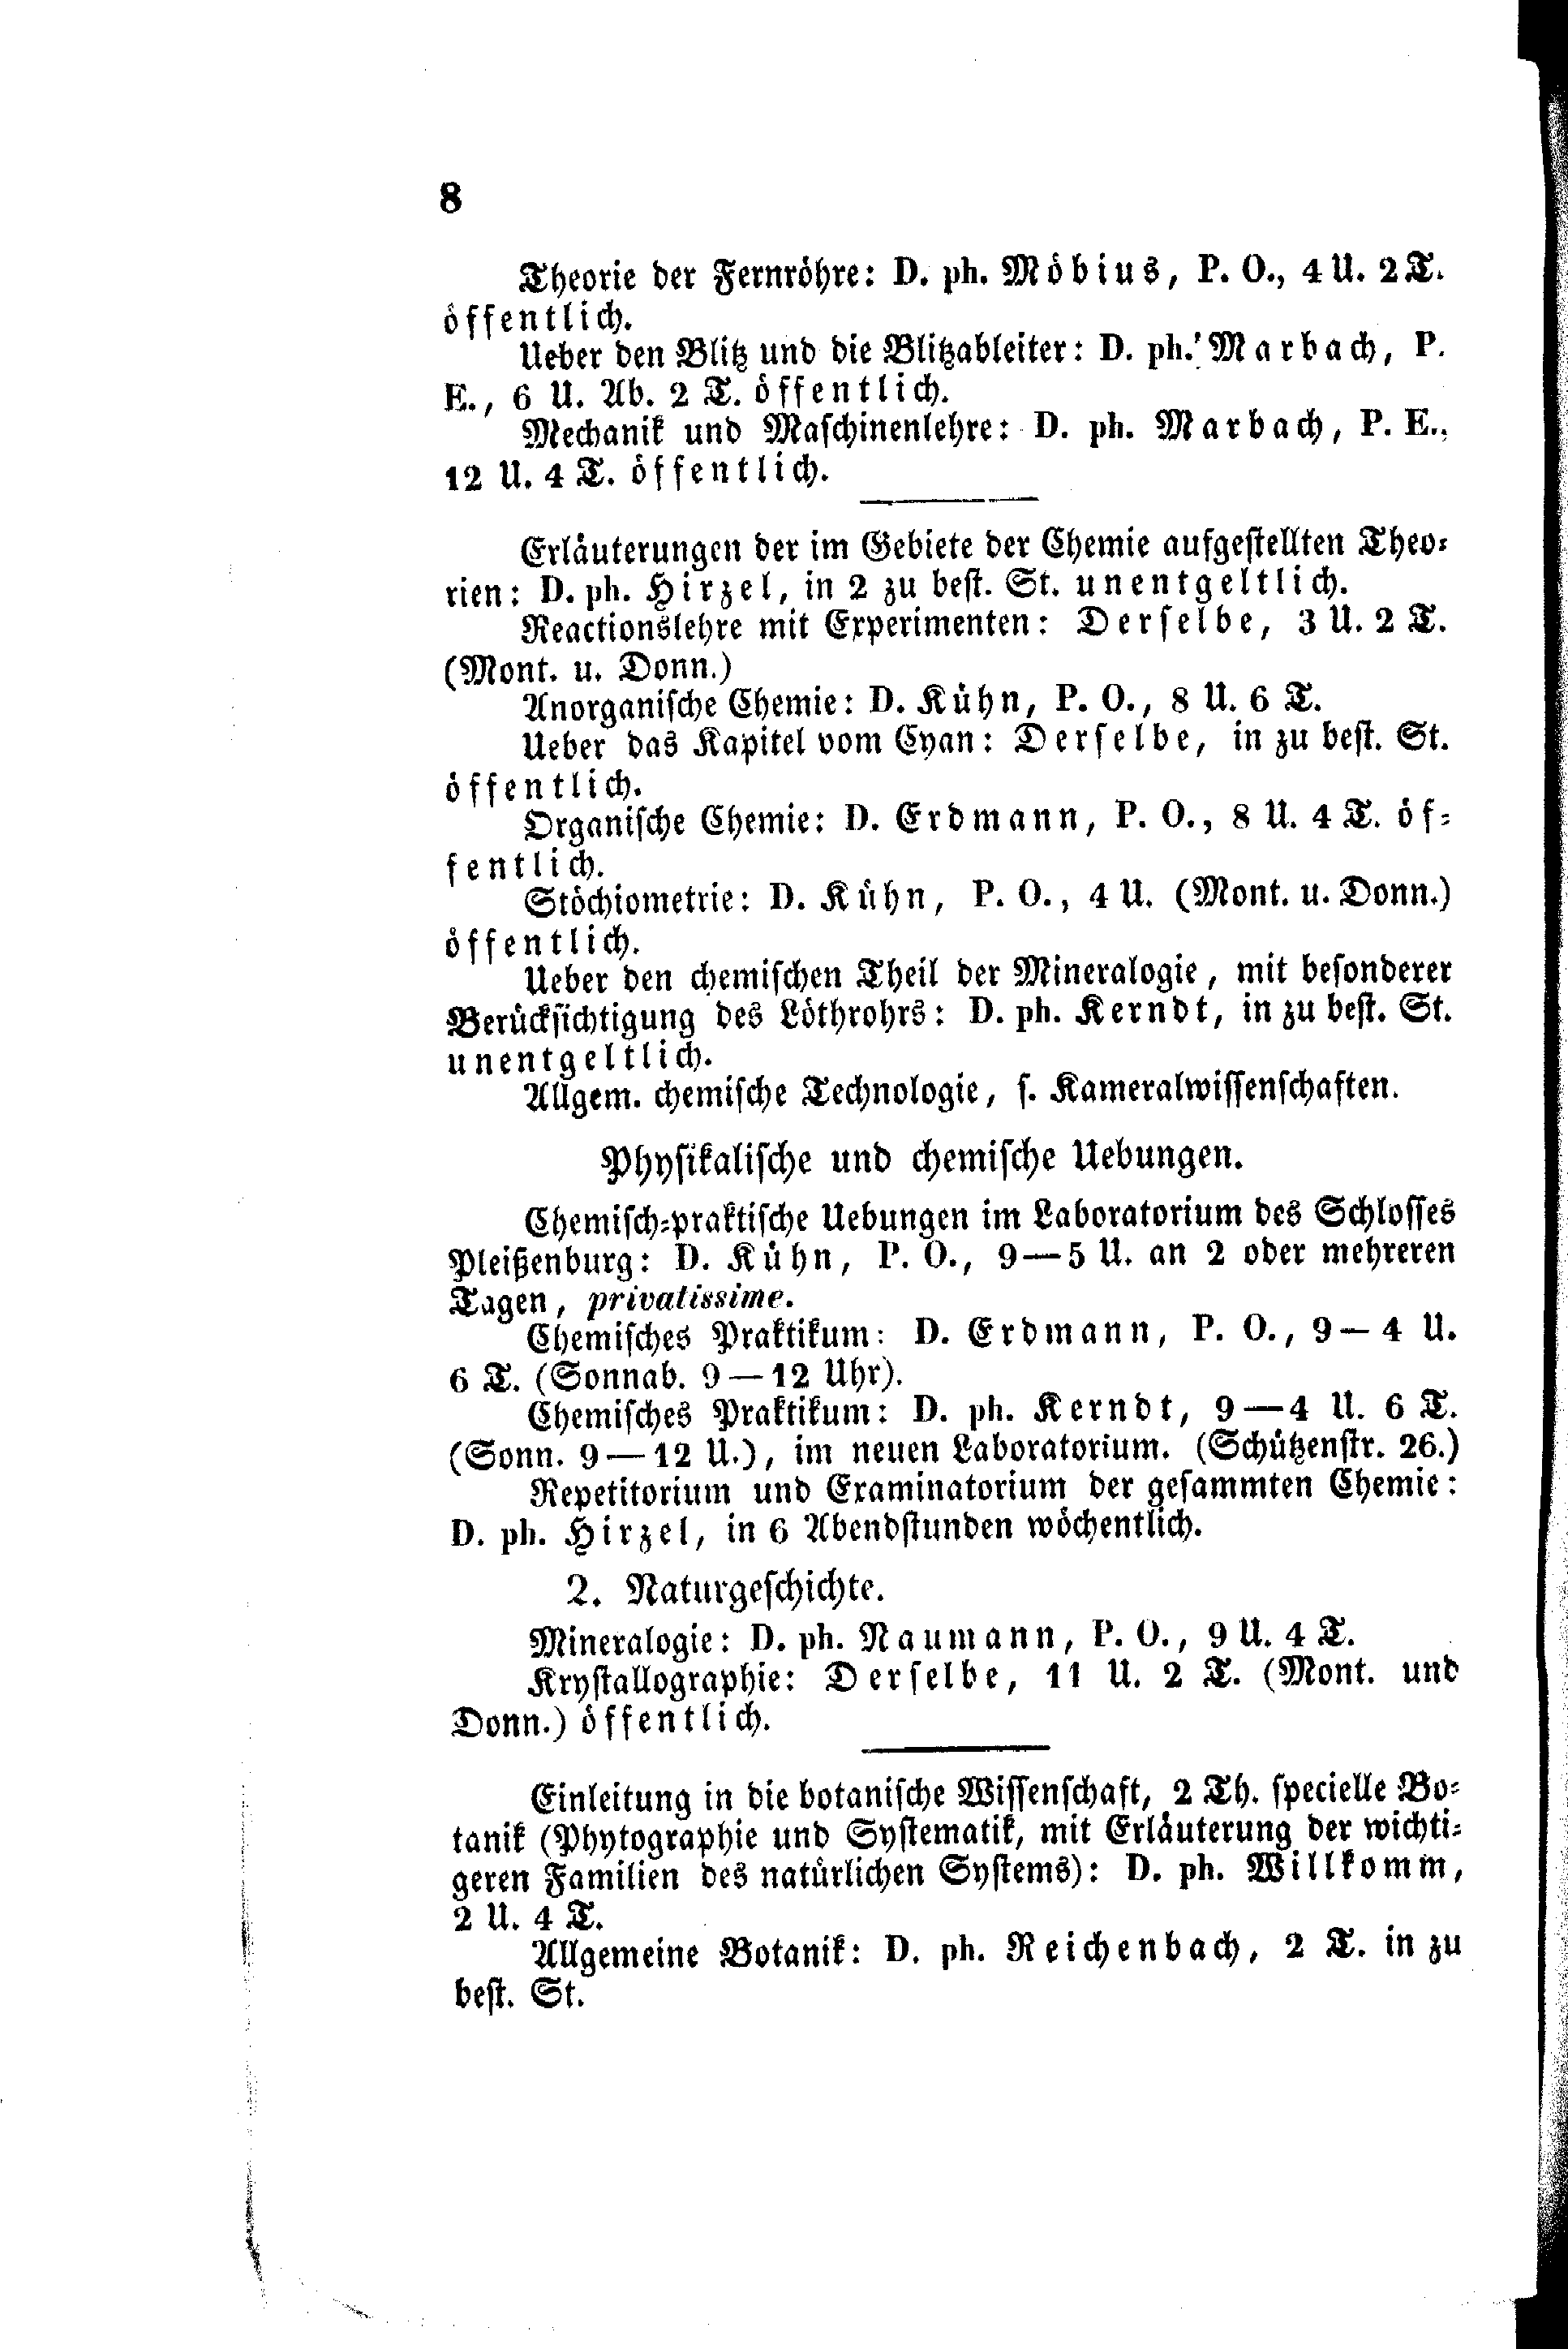 8
Theorie der Fernröhre: D. ph. Möbius, P. O., 4 U. 2 T.
öffentlich.
Ueber den Blitz und die Blitzableiter: D. ph. Marbach, P.
E., 6 U. Ab. 2 T. öffentlich.
Mechanik und Maschinenlehre: D. ph. Marbach, P. E.,
12 U. 4 T. öffentlich.
Erläuterungen der im Gebiete der Chemie aufgestellten Theo-
rien: D. ph. Hirzel, in 2 zu best. St. unentgeltlich.
Reactionslehre mit Experimenten: Derselbe, 3 U. 2 T.
(Mont. u. Donn.)
Anorganische Chemie: D. Kühn, P. O., 8 U. 6 T.
Ueber das Kapitel vom Cyan: Derselbe, in zu best. St.
öffentlich.
Organische Chemie: D. Erdmann, P. O., 8 U. 4 T. öf-
fentlich.
Stöchiometrie: D. Kühn, P. O., 4 U. (Mont. u. Donn.)
öffentlich.
Ueber den chemischen Theil der Mineralogie, mit besonderer
Berücksichtigung des Löthrohrs: D. ph. Kerndt, in zu best. St.
unentgeltlich.
Allgem. chemische Technologie, s. Kameralwissenschaften.
Physikalische und chemische Uebungen.
Chemisch-praktische Uebungen im Laboratorium des Schlosses
Pleißenburg: D. Kühn, P. O., 9—5 U. an 2 oder mehreren
Tagen, privatissime.
Chemisches Praktikum: D. Erdmann, P. O., 9—4 U.
6 T. (Sonnab. 9—12 Uhr).
Chemisches Praktikum: D. ph. Kerndt, 9—4 U. 6 T.
(Sonn. 9—12 U.), im neuen Laboratorium. (Schützenstr. 26.)
Repetitorium und Examinatorium der gesammten Chemie:
D. ph. Hirzel, in 6 Abendstunden wöchentlich.
2. Naturgeschichte.
Mineralogie: D. ph. Naumann, P. O., 9 U. 4 T.
Krystallographie: Derselbe, 11 U. 2 T. (Mont. und
Donn.) öffentlich.
Einleitung in die botanische Wissenschaft, 2 Th. specielle Bo-
tanik (Phytographie und Systematik, mit Erläuterung der wichti-
geren Familien des natürlichen Systems): D. ph. Willkomm,
2 U. 4 T.
Allgemeine Botanik: D. ph. Reichenbach, 2 T. in zu
best. St.